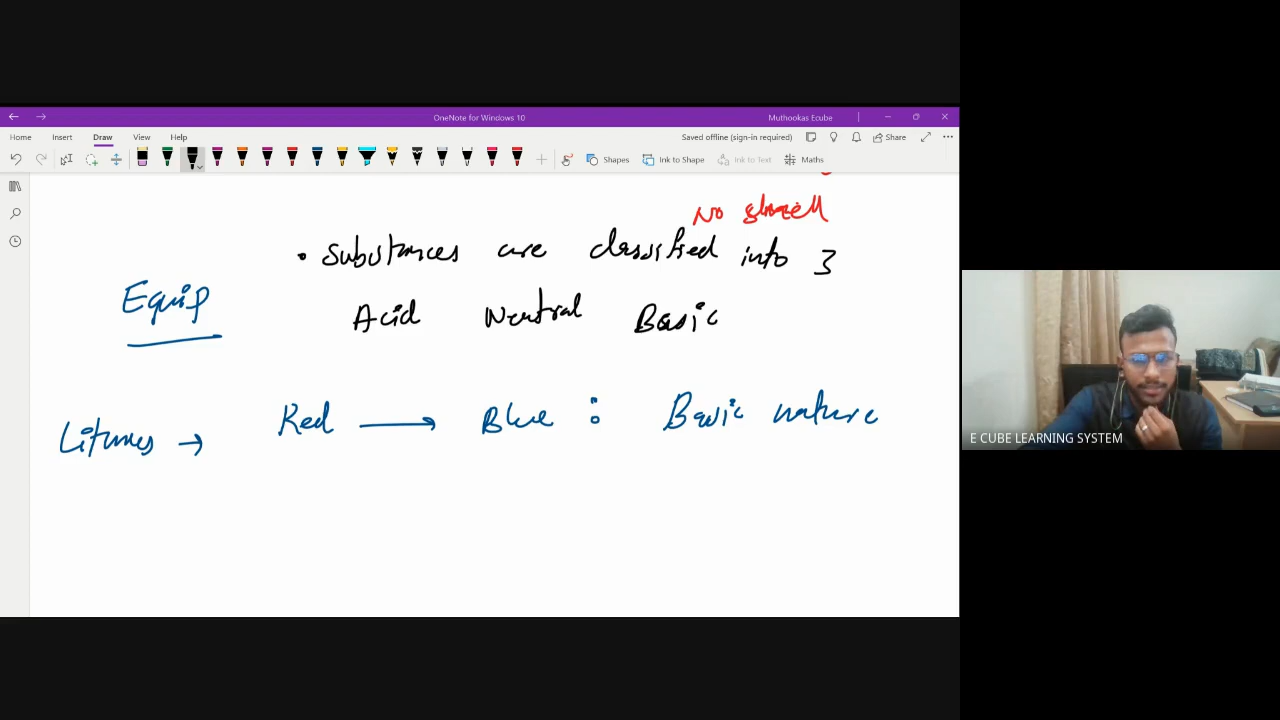 OneNote for Windows 10
Muthookas Ecube
Home Insert Draw View Help
Saved offline (sign-in required)
Share
Shapes Ink to Shape Ink to Text Maths
No
• Substances are classified into 3
Equip
Acid Neutral Basic
Red → Blue : Basic nature
Litums →
E CUBE LEARNING SYSTEM